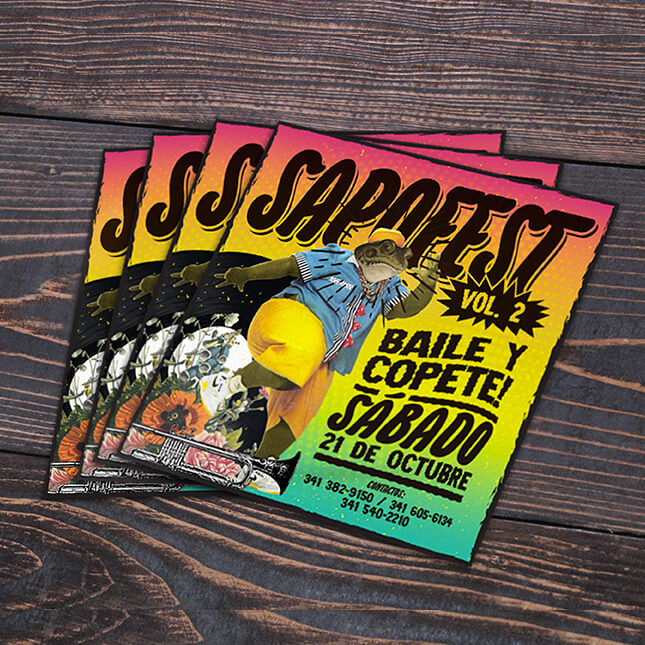 SAPOFEST
VOL. 2
BAILE Y
COPETE!
SÁBADO
21 DE OCTUBRE
CONTACTOS:
341 382-9150 / 341 605-6134
341 540-2210